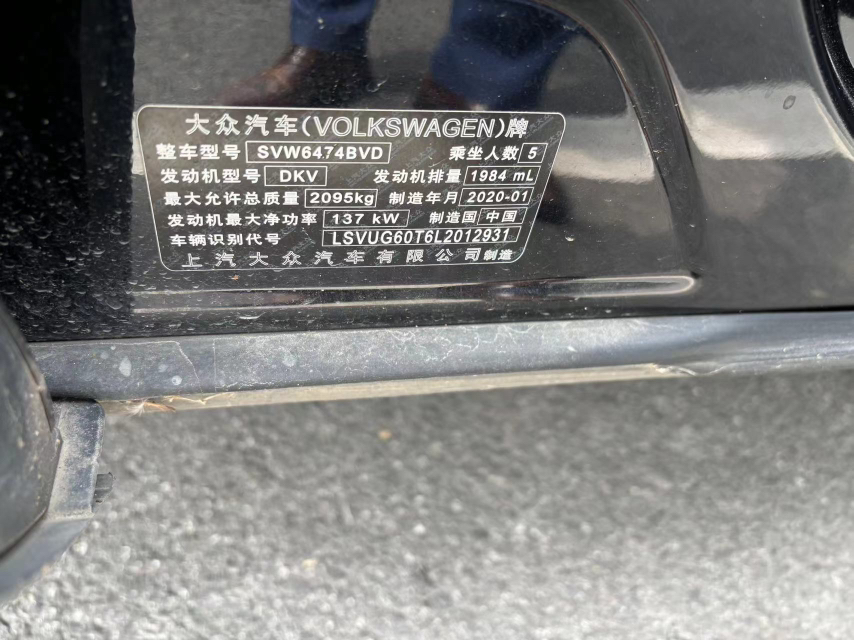 大众汽车(VOLKSWAGEN)牌
整车型号 SVW6474BVD 乘坐人数 5
发动机型号 DKV 发动机排量 1984 mL
最大允许总质量 2095kg 制造年月 2020-01
发动机最大净功率 137 kW 制造国 中国
车辆识别代号 LSVUG60T6L2012931
上汽大众汽车有限公司制造